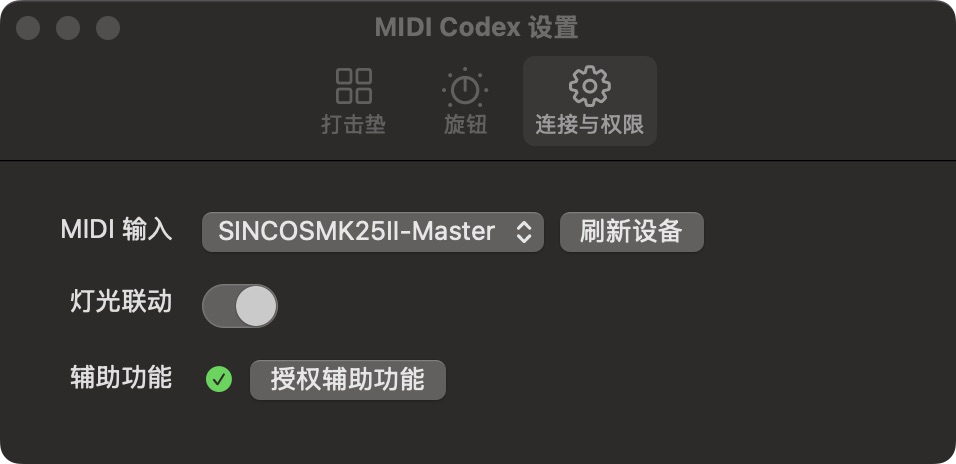 MIDI Codex 设置
打击垫 旋钮 连接与权限
MIDI 输入 SINCOSMK25II-Master 刷新设备
灯光联动
辅助功能 授权辅助功能